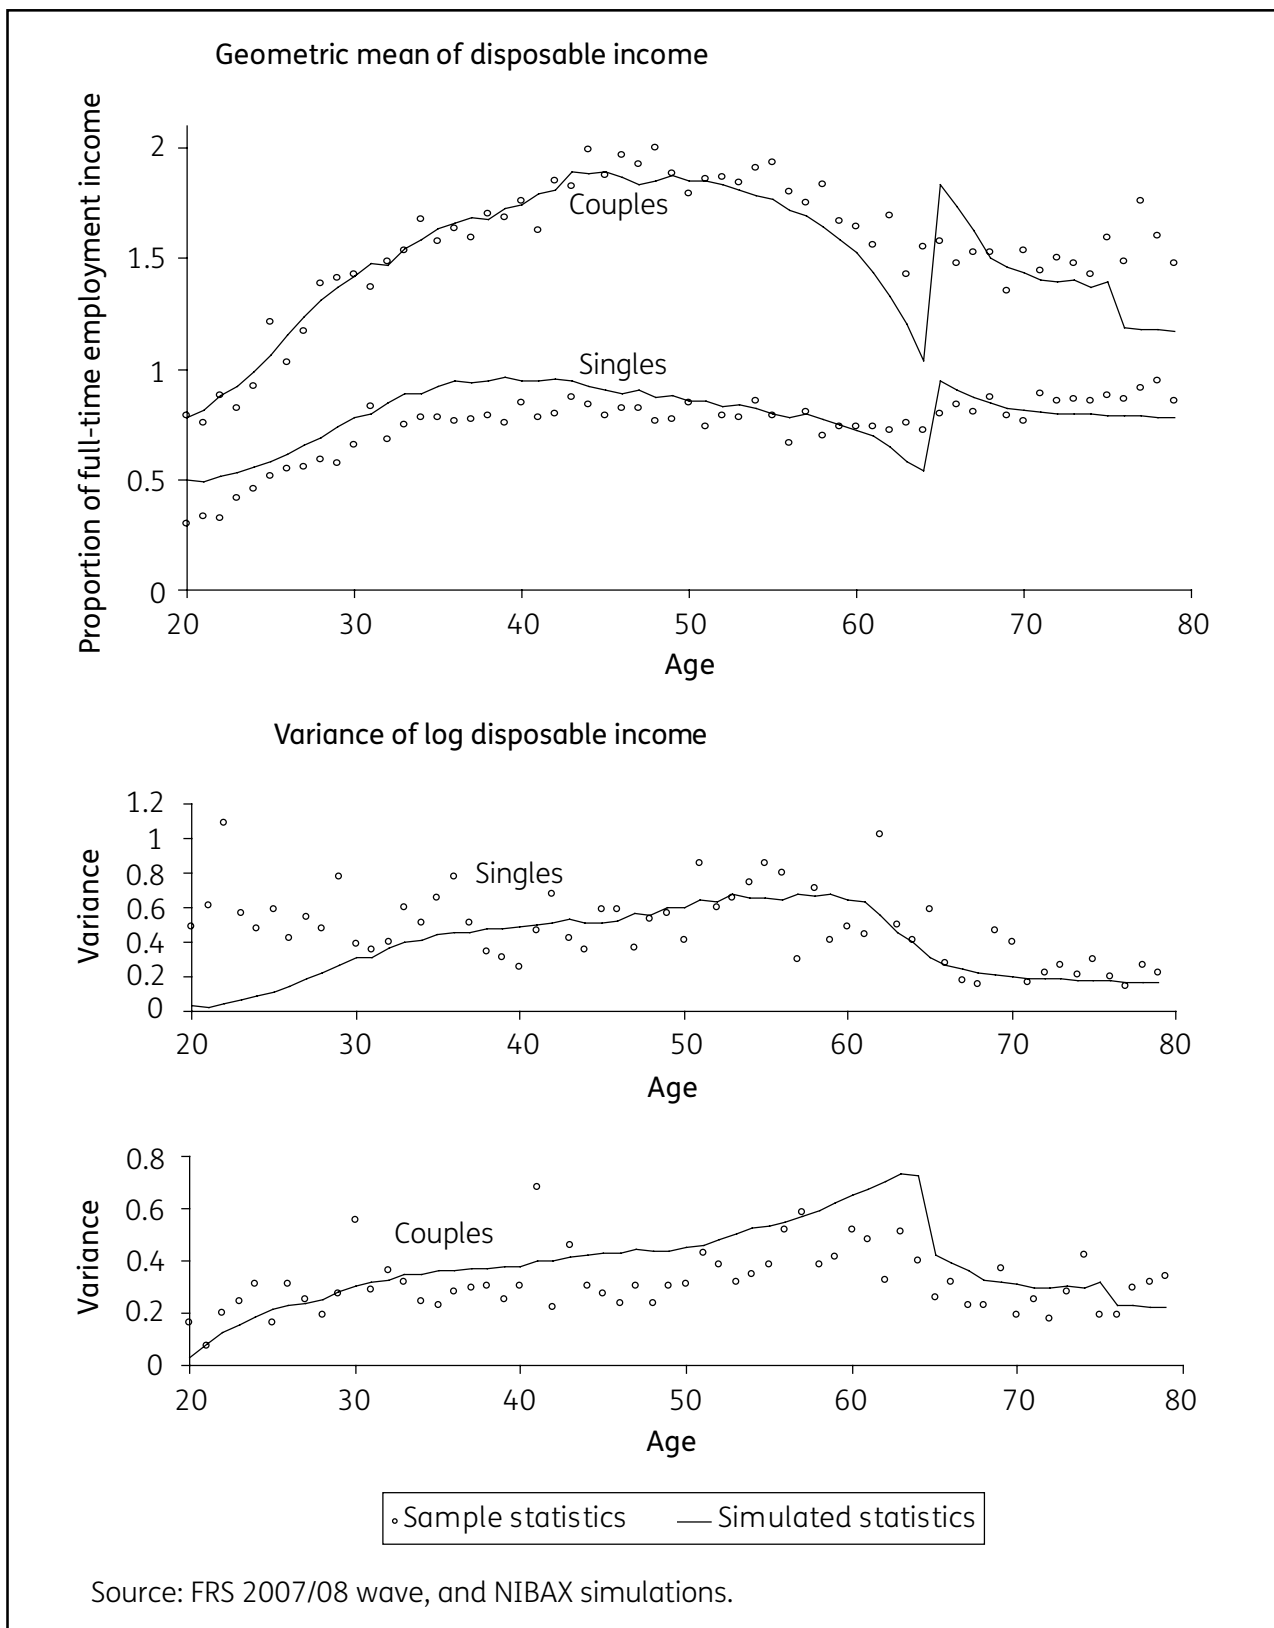 Geometric mean of disposable income
Proportion of full-time employment income
2
1.5
1
0.5
0
Couples
Singles
20 30 40 50 60 70 80
Age
Variance of log disposable income
Variance
1.2
1
0.8
0.6
0.4
0.2
0
Singles
20 30 40 50 60 70 80
Age
Variance
0.8
0.6
0.4
0.2
0
Couples
20 30 40 50 60 70 80
Age
Sample statistics Simulated statistics
Source: FRS 2007/08 wave, and NIBAX simulations.